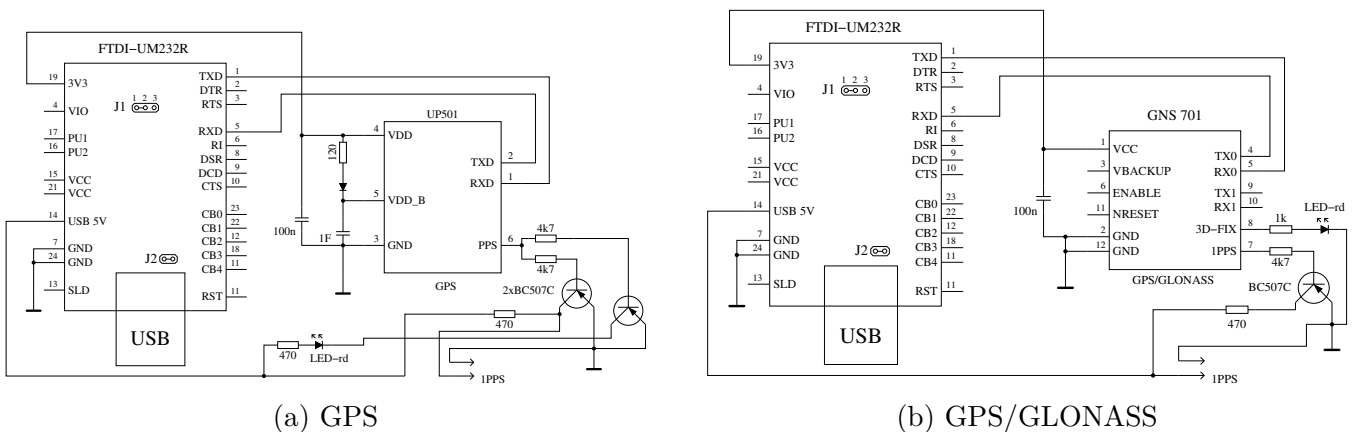 FTDI−UM232R
19 3V3
4 VIO
17 PU1
16 PU2
15 VCC
21 VCC
14 USB 5V
7 GND
24 GND
13 SLD
J1 1 2 3
J2
TXD 1
DTR 2
RTS 3
RXD 5
RI 6
DSR 8
DCD 9
CTS 10
CB0 23
CB1 22
CB2 12
CB3 18
CB4 11
RST 11
USB
100n
120
1F
UP501
4 VDD
5 VDD_B
3 GND
TXD 2
RXD 1
PPS 6
GPS
4k7
4k7
2xBC507C
470
470
LED−rd
1PPS
(a) GPS
FTDI−UM232R
19 3V3
4 VIO
17 PU1
16 PU2
15 VCC
21 VCC
14 USB 5V
7 GND
24 GND
13 SLD
J1 1 2 3
J2
TXD 1
DTR 2
RTS 3
RXD 5
RI 6
DSR 8
DCD 9
CTS 10
CB0 23
CB1 22
CB2 12
CB3 18
CB4 11
RST 11
USB
100n
GNS 701
1 VCC
3 VBACKUP
6 ENABLE
11 NRESET
2 GND
12 GND
TX0 4
RX0 5
TX1 9
RX1 10
3D−FIX 8
1PPS 7
GPS/GLONASS
1k
LED−rd
4k7
BC507C
470
1PPS
(b) GPS/GLONASS